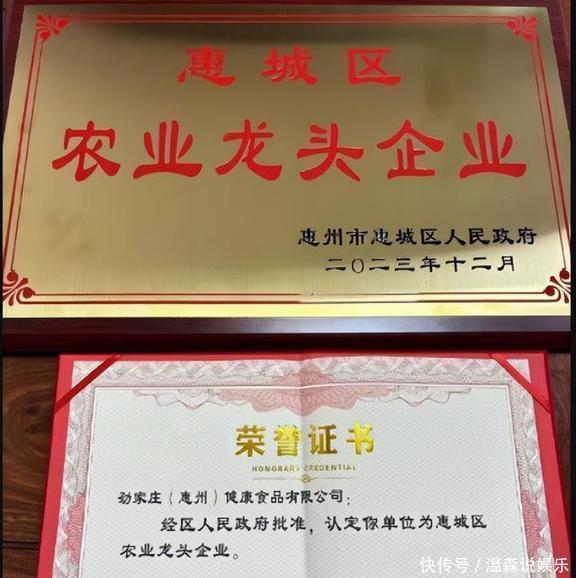 惠城区
农业龙头企业
惠州市惠城区人民政府
二〇二三年十二月
荣誉证书
HONORARY CREDENTIAL
劲家庄（惠州）健康食品有限公司：
经区人民政府批准，认定你单位为惠城区
农业龙头企业。
快传号/温森说娱乐